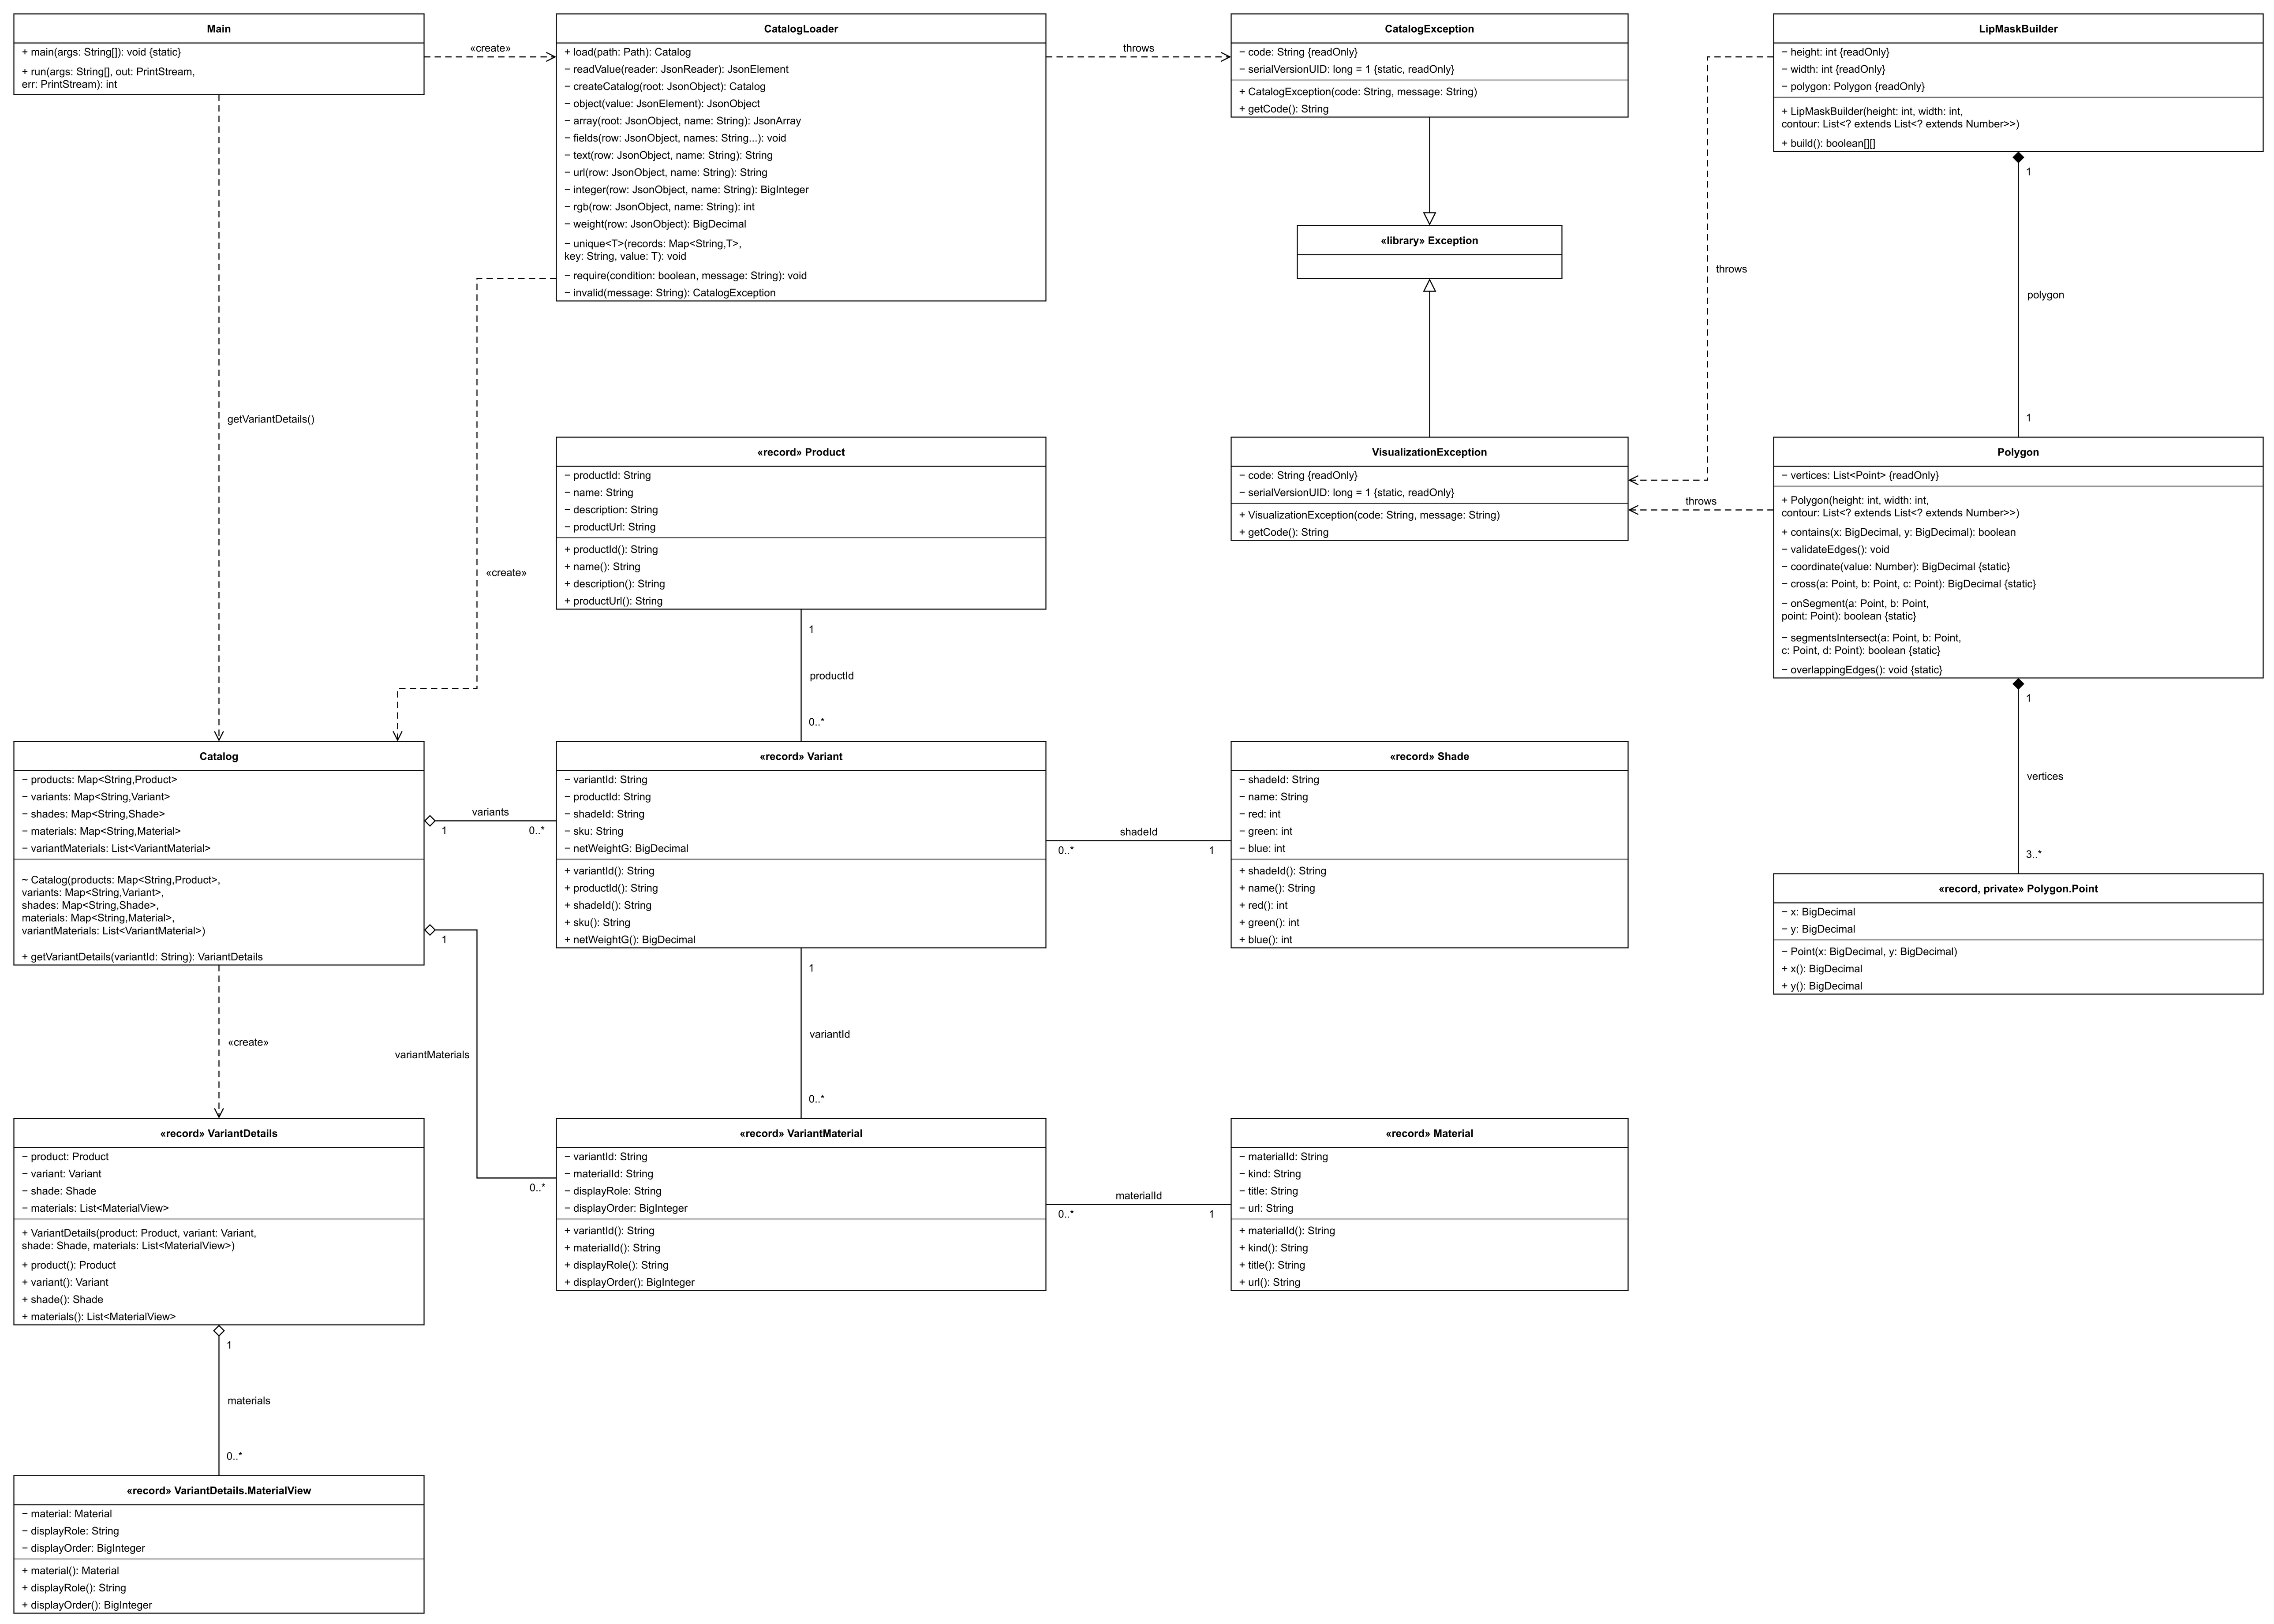 Main
+ main(args: String[]): void {static}
+ run(args: String[], out: PrintStream,
err: PrintStream): int
«create»
CatalogLoader
+ load(path: Path): Catalog
− readValue(reader: JsonReader): JsonElement
− createCatalog(root: JsonObject): Catalog
− object(value: JsonElement): JsonObject
− array(root: JsonObject, name: String): JsonArray
− fields(row: JsonObject, names: String...): void
− text(row: JsonObject, name: String): String
− url(row: JsonObject, name: String): String
− integer(row: JsonObject, name: String): BigInteger
− rgb(row: JsonObject, name: String): int
− weight(row: JsonObject): BigDecimal
− unique<T>(records: Map<String,T>,
key: String, value: T): void
− require(condition: boolean, message: String): void
− invalid(message: String): CatalogException
throws
CatalogException
− code: String {readOnly}
− serialVersionUID: long = 1 {static, readOnly}
+ CatalogException(code: String, message: String)
+ getCode(): String
«library» Exception
LipMaskBuilder
− height: int {readOnly}
− width: int {readOnly}
− polygon: Polygon {readOnly}
+ LipMaskBuilder(height: int, width: int,
contour: List<? extends List<? extends Number>>)
+ build(): boolean[][]
1
throws
polygon
1
getVariantDetails()
«create»
«record» Product
− productId: String
− name: String
− description: String
− productUrl: String
+ productId(): String
+ name(): String
+ description(): String
+ productUrl(): String
1
productId
0..*
VisualizationException
− code: String {readOnly}
− serialVersionUID: long = 1 {static, readOnly}
+ VisualizationException(code: String, message: String)
+ getCode(): String
throws
Polygon
− vertices: List<Point> {readOnly}
+ Polygon(height: int, width: int,
contour: List<? extends List<? extends Number>>)
+ contains(x: BigDecimal, y: BigDecimal): boolean
− validateEdges(): void
− coordinate(value: Number): BigDecimal {static}
− cross(a: Point, b: Point, c: Point): BigDecimal {static}
− onSegment(a: Point, b: Point,
point: Point): boolean {static}
− segmentsIntersect(a: Point, b: Point,
c: Point, d: Point): boolean {static}
− overlappingEdges(): void {static}
1
vertices
3..*
Catalog
− products: Map<String,Product>
− variants: Map<String,Variant>
− shades: Map<String,Shade>
− materials: Map<String,Material>
− variantMaterials: List<VariantMaterial>
~ Catalog(products: Map<String,Product>,
variants: Map<String,Variant>,
shades: Map<String,Shade>,
materials: Map<String,Material>,
variantMaterials: List<VariantMaterial>)
+ getVariantDetails(variantId: String): VariantDetails
variants
1
0..*
1
variantMaterials
0..*
«record» Variant
− variantId: String
− productId: String
− shadeId: String
− sku: String
− netWeightG: BigDecimal
+ variantId(): String
+ productId(): String
+ shadeId(): String
+ sku(): String
+ netWeightG(): BigDecimal
shadeId
0..*
1
«record» Shade
− shadeId: String
− name: String
− red: int
− green: int
− blue: int
+ shadeId(): String
+ name(): String
+ red(): int
+ green(): int
+ blue(): int
«record, private» Polygon.Point
− x: BigDecimal
− y: BigDecimal
− Point(x: BigDecimal, y: BigDecimal)
+ x(): BigDecimal
+ y(): BigDecimal
«create»
1
variantId
0..*
«record» VariantDetails
− product: Product
− variant: Variant
− shade: Shade
− materials: List<MaterialView>
+ VariantDetails(product: Product, variant: Variant,
shade: Shade, materials: List<MaterialView>)
+ product(): Product
+ variant(): Variant
+ shade(): Shade
+ materials(): List<MaterialView>
«record» VariantMaterial
− variantId: String
− materialId: String
− displayRole: String
− displayOrder: BigInteger
+ variantId(): String
+ materialId(): String
+ displayRole(): String
+ displayOrder(): BigInteger
materialId
0..*
1
«record» Material
− materialId: String
− kind: String
− title: String
− url: String
+ materialId(): String
+ kind(): String
+ title(): String
+ url(): String
1
materials
0..*
«record» VariantDetails.MaterialView
− material: Material
− displayRole: String
− displayOrder: BigInteger
+ material(): Material
+ displayRole(): String
+ displayOrder(): BigInteger